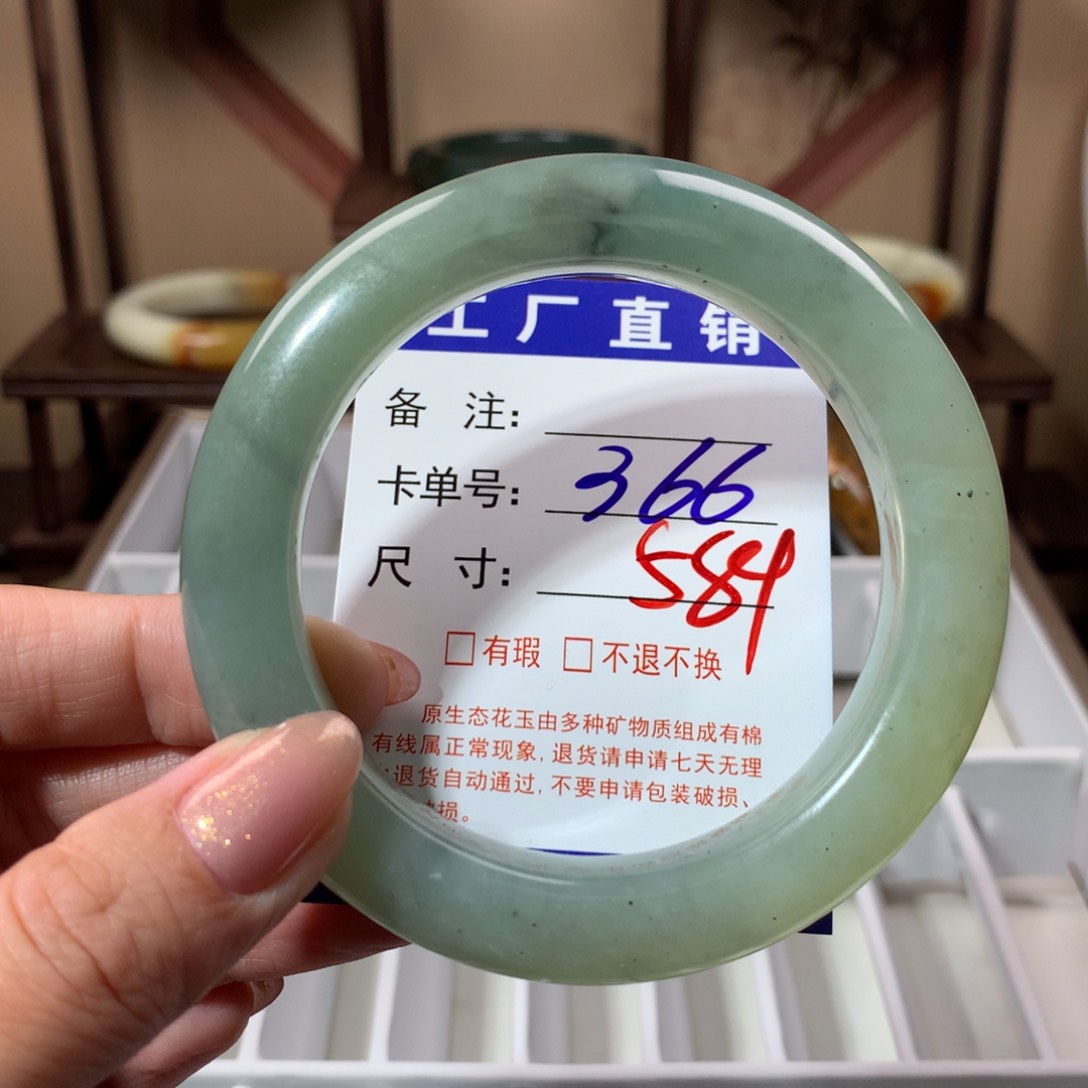 工厂直销
备 注:
卡单号: 366
尺 寸: 584
□有瑕 □不退不换
原生态花玉由多种矿物质组成有棉
有线属正常现象,退货请申请七天无理
退货自动通过,不要申请包装破损、
损。